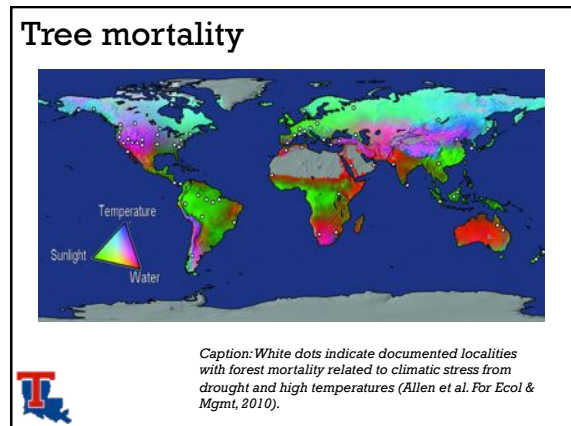 Tree mortality
Temperature
Sunlight
Water
Caption: White dots indicate documented localities
with forest mortality related to climatic stress from
drought and high temperatures (Allen et al. For Ecol &
Mgmt, 2010).
T